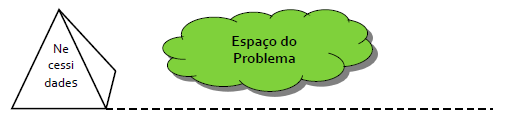 Ne
cessi
dades
Espaço do
Problema